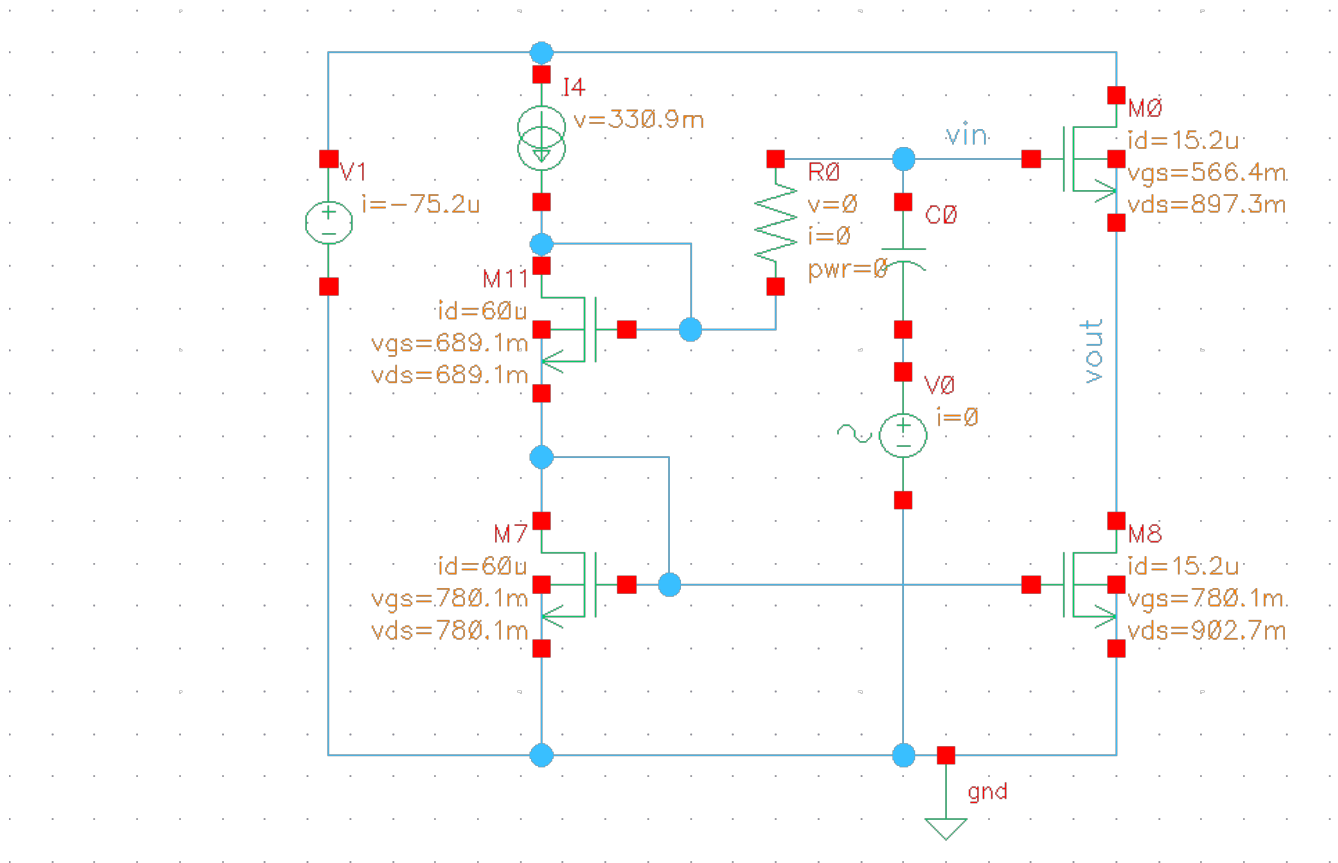 I4
v=330.9m
V1
i=-75.2u
M11
id=60u
vgs=689.1m
vds=689.1m
R0
v=0
i=0
pwr=0
vin
C0
V0
i=0
M0
id=15.2u
vgs=566.4m
vds=897.3m
vout
M7
id=60u
vgs=780.1m
vds=780.1m
M8
id=15.2u
vgs=780.1m
vds=902.7m
gnd